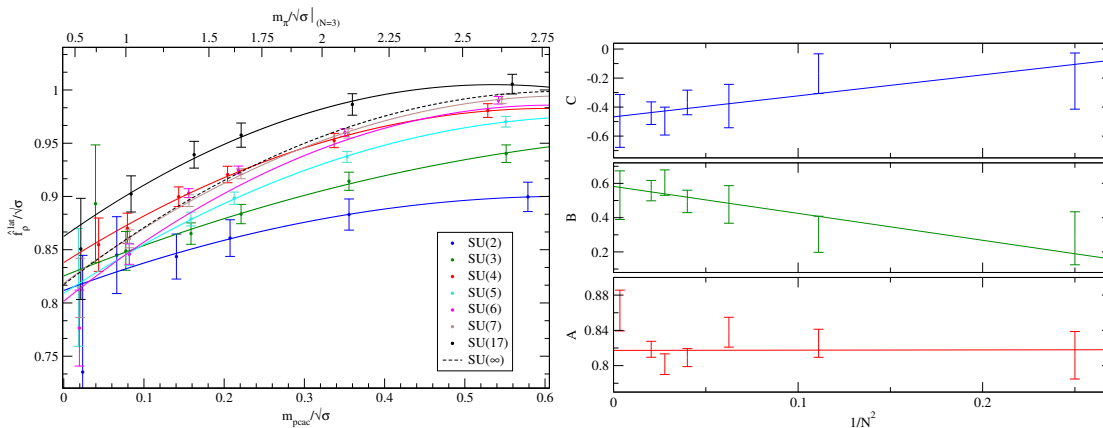 m_π/√σ|(N=3)
0.5 1 1.5 1.75 2 2.25 2.5 2.75
1
0.95
0.9
0.85
0.8
0.75
f̂_ρ^lat/√σ
SU(2)
SU(3)
SU(4)
SU(5)
SU(6)
SU(7)
SU(17)
SU(∞)
0 0.1 0.2 0.3 0.4 0.5 0.6
m_pcac/√σ
0
-0.2
-0.4
-0.6
C
0.6
0.4
0.2
B
0.88
0.84
0.8
A
0 0.1 0.2
1/N²